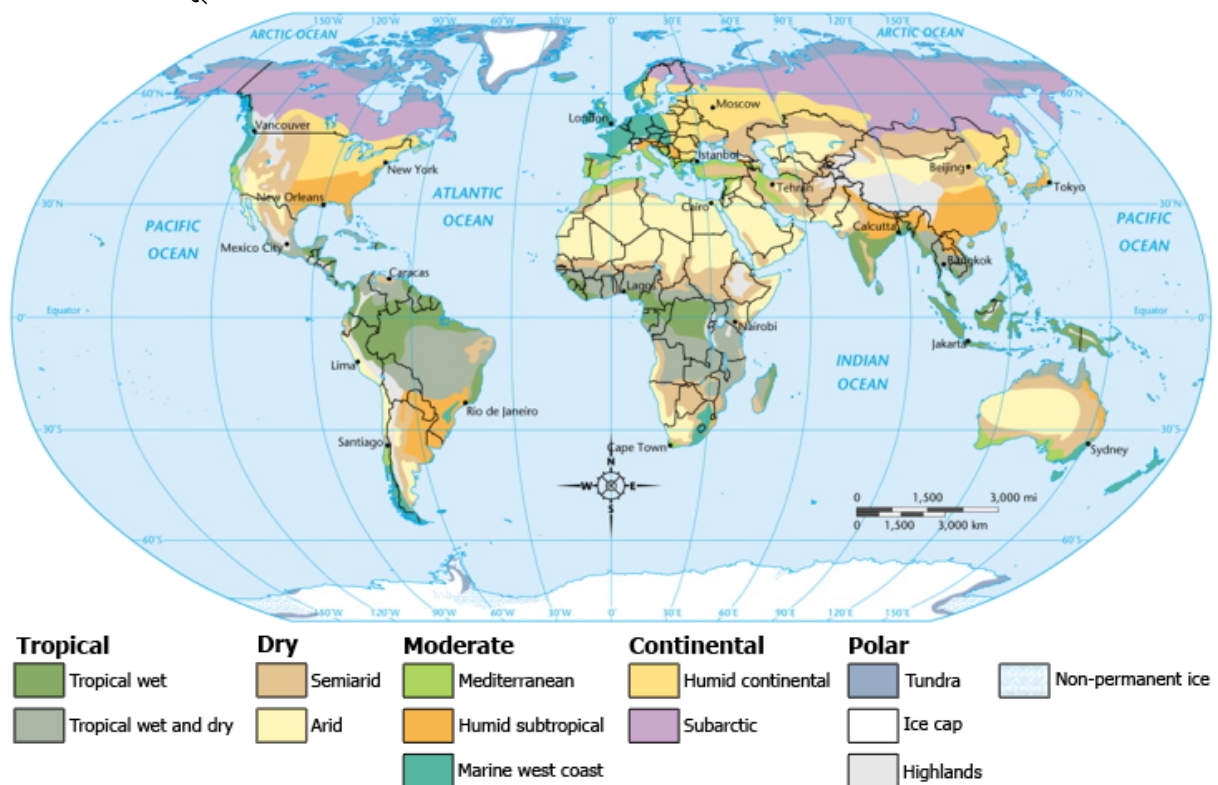 150°W 120°W 90°W 60°W 30°W 0° 30°E 60°E 90°E 120°E 150°E
ARCTIC OCEAN
ARCTIC OCEAN
60°N
60°N
Moscow
London
Vancouver
Istanbul
New York
Beijing
Tehran
Tokyo
ATLANTIC
OCEAN
New Orleans
30°N
Cairo
30°N
PACIFIC
OCEAN
Calcutta
PACIFIC
OCEAN
Mexico City
Bangkok
Caracas
Lagos
Equator
Equator
0°
0°
Nairobi
Jakarta
INDIAN
OCEAN
Lima
Rio de Janeiro
30°S
30°S
Santiago
Cape Town
Sydney
N
W E
S
0 1,500 3,000 mi
0 1,500 3,000 km
60°S
60°S
150°W 120°W 90°W 60°W 30°W 0° 30°E 60°E 90°E 120°E 150°E
Tropical
Tropical wet
Tropical wet and dry
Dry
Semiarid
Arid
Moderate
Mediterranean
Humid subtropical
Marine west coast
Continental
Humid continental
Subarctic
Polar
Tundra
Ice cap
Highlands
Non-permanent ice